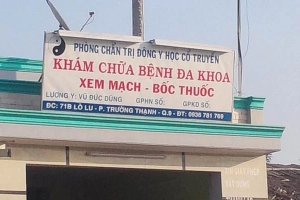 PHÒNG CHẨN TRỊ ĐÔNG Y HỌC CỔ TRUYỀN
KHÁM CHỮA BỆNH ĐA KHOA
XEM MẠCH - BỐC THUỐC
LƯƠNG Y: VŨ ĐỨC DŨNG GPHN SỐ: GPKD SỐ:
ĐC: 71B LÒ LU - P. TRƯỜNG THẠNH - Q.9 - ĐT: 0936 781 769